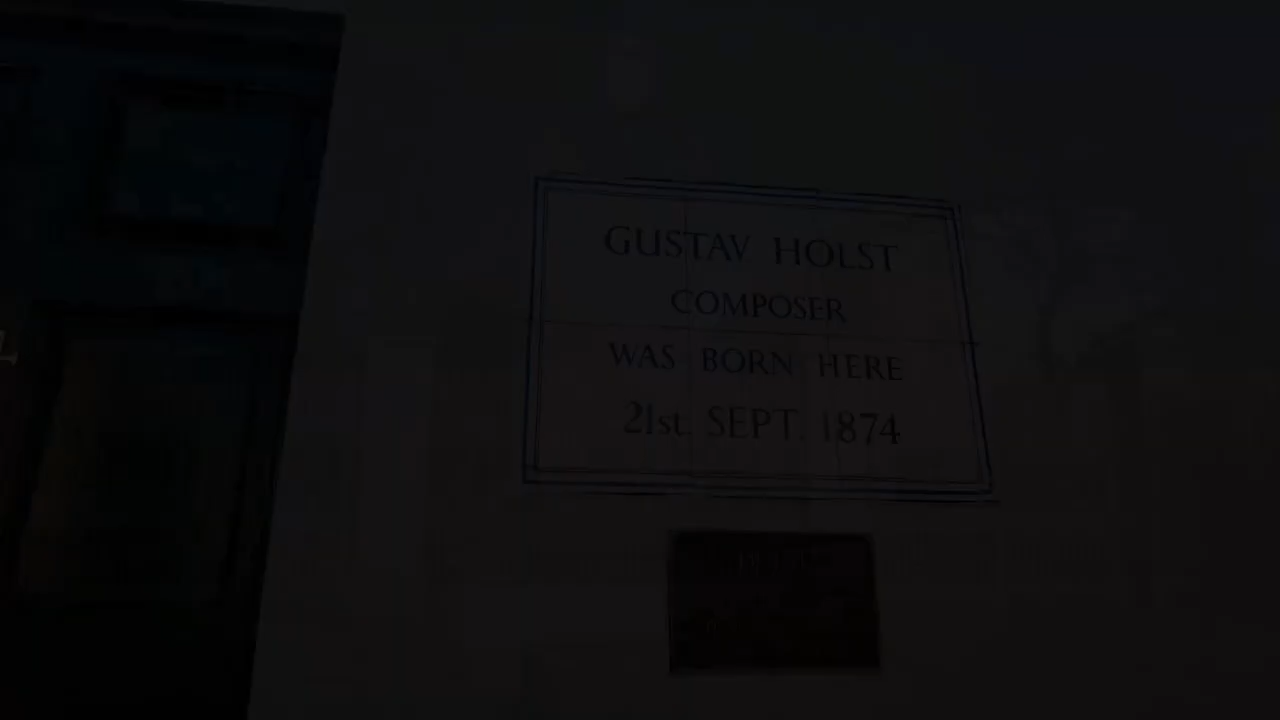 GUSTAV HOLST
COMPOSER
WAS BORN HERE
21st. SEPT. 1874